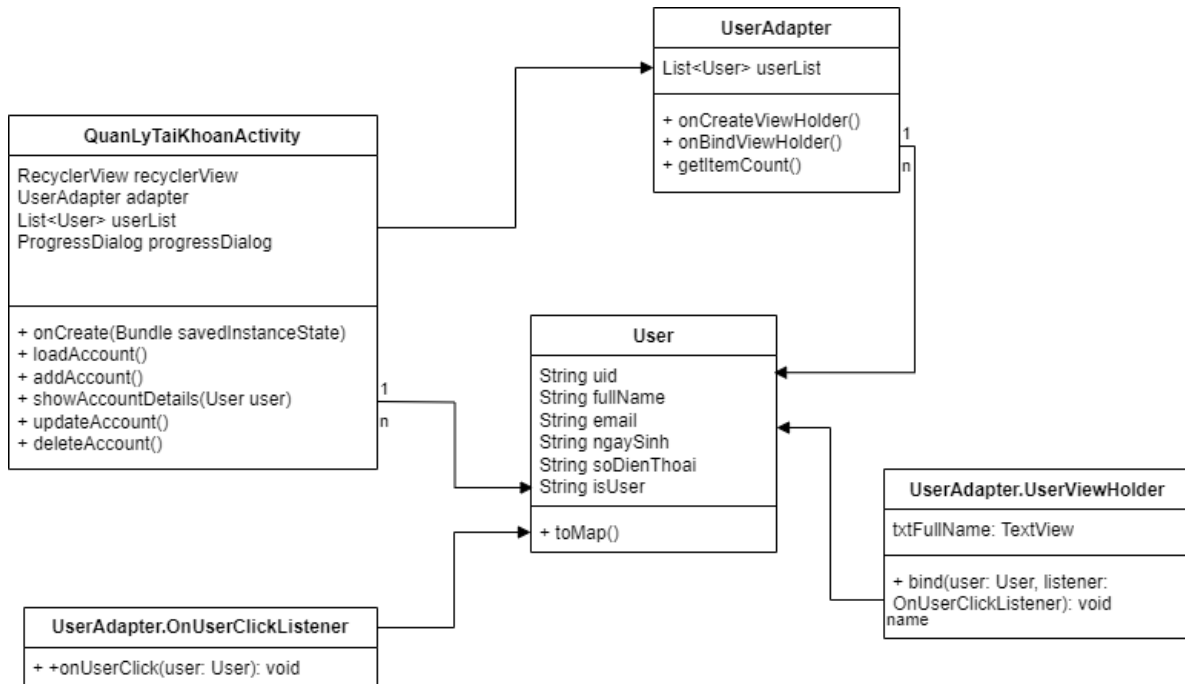 UserAdapter
List<User> userList
+ onCreateViewHolder()
+ onBindViewHolder()
+ getItemCount()
1
n
QuanLyTaiKhoanActivity
RecyclerView recyclerView
UserAdapter adapter
List<User> userList
ProgressDialog progressDialog
+ onCreate(Bundle savedInstanceState)
+ loadAccount()
+ addAccount()
+ showAccountDetails(User user)
+ updateAccount()
+ deleteAccount()
1
n
User
String uid
String fullName
String email
String ngaySinh
String soDienThoai
String isUser
+ toMap()
UserAdapter.UserViewHolder
txtFullName: TextView
+ bind(user: User, listener:
OnUserClickListener): void
name
UserAdapter.OnUserClickListener
+ +onUserClick(user: User): void